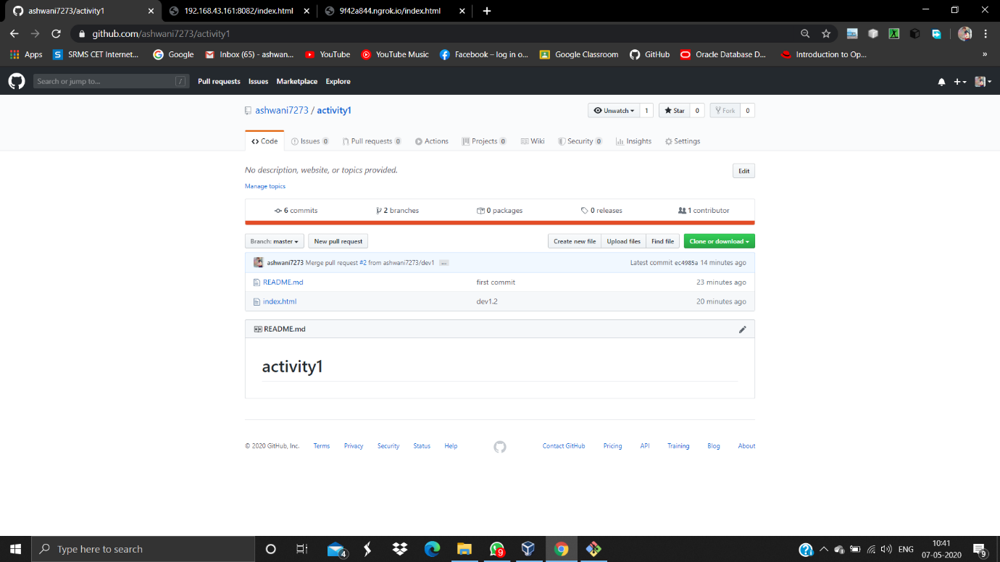 ashwani7273/activity1
192.168.43.161:8082/index.html
9f42a844.ngrok.io/index.html
github.com/ashwani7273/activity1
Apps SRMS CET Internet... Google Inbox (65) - ashwan... YouTube YouTube Music Facebook – log in o... Google Classroom GitHub Oracle Database D... Introduction to Op... »
Search or jump to... / Pull requests Issues Marketplace Explore
ashwani7273 / activity1 Unwatch 1 Star 0 Fork 0
Code Issues 0 Pull requests 0 Actions Projects 0 Wiki Security 0 Insights Settings
No description, website, or topics provided. Edit
Manage topics
6 commits 2 branches 0 packages 0 releases 1 contributor
Branch: master New pull request Create new file Upload files Find file Clone or download
ashwani7273 Merge pull request #2 from ashwani7273/dev1 ... Latest commit ec4985a 14 minutes ago
README.md first commit 23 minutes ago
index.html dev1.2 20 minutes ago
README.md
activity1
© 2020 GitHub, Inc. Terms Privacy Security Status Help Contact GitHub Pricing API Training Blog About
Type here to search 4 9 ENG 10:41 9
07-05-2020